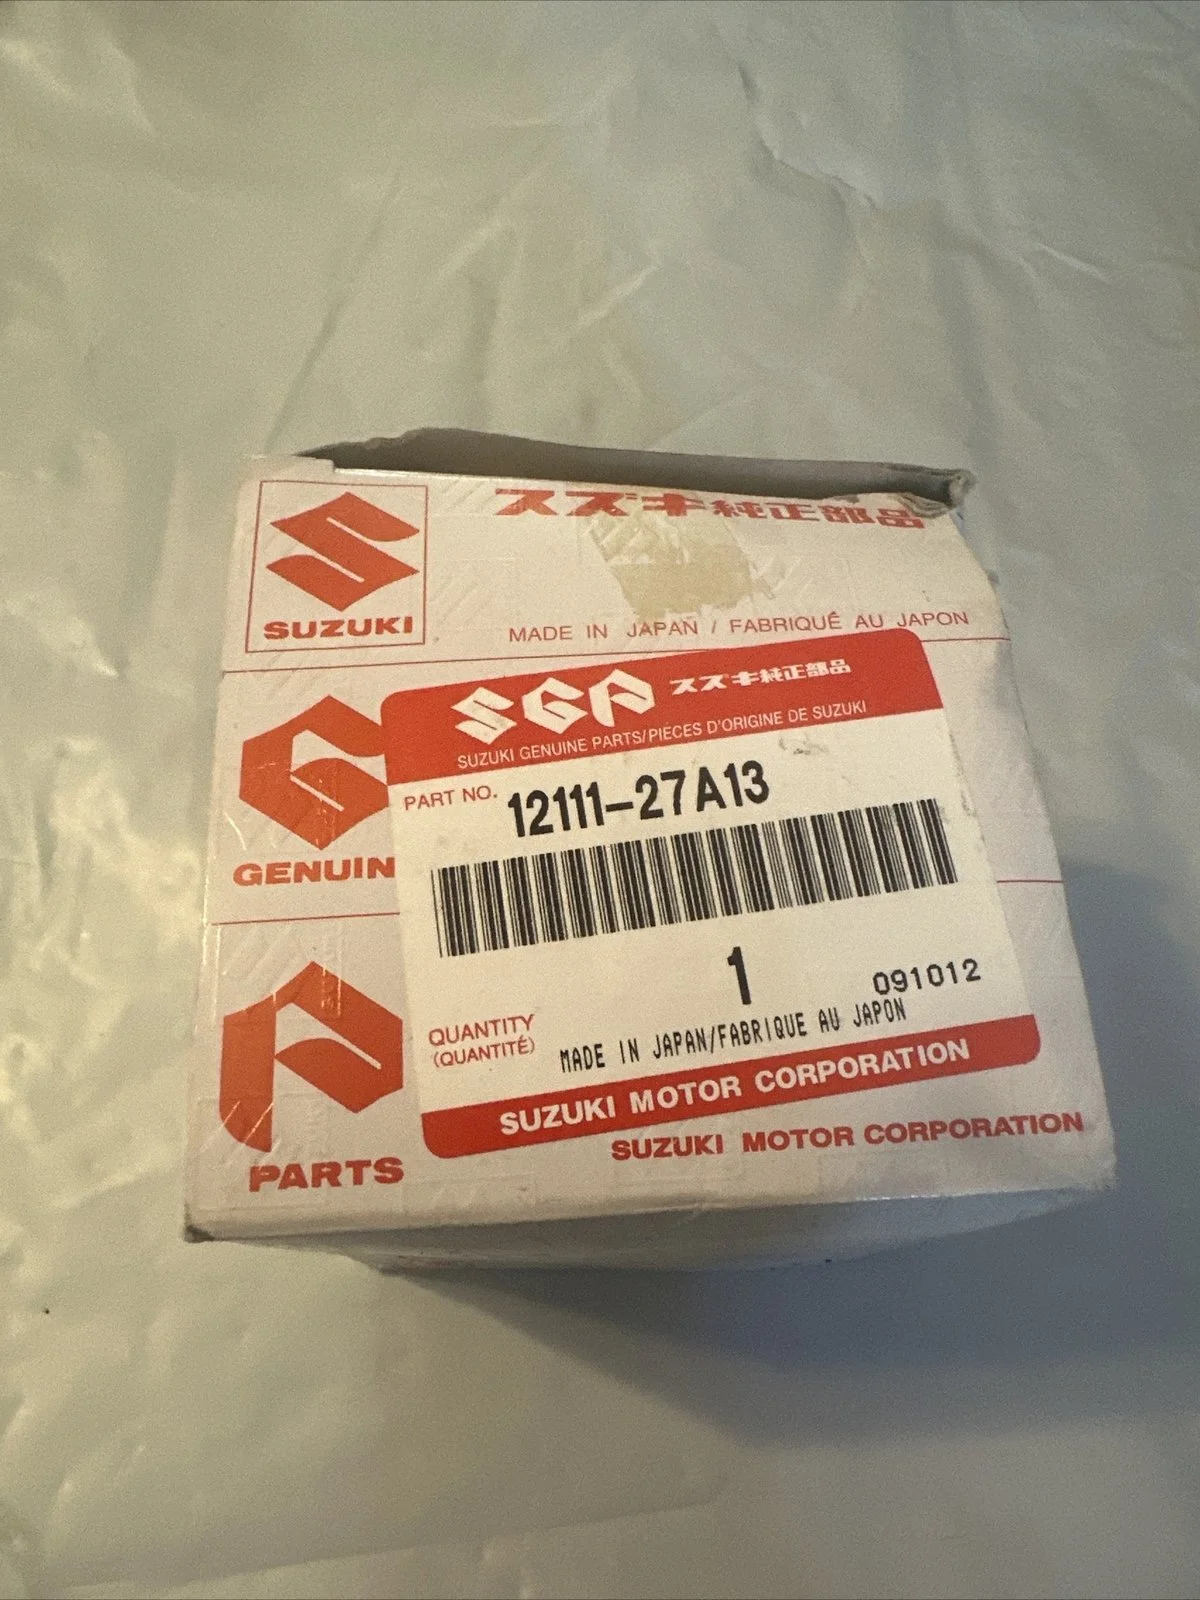 スズキ純正部品
SUZUKI
MADE IN JAPAN / FABRIQUÉ AU JAPON
SGP スズキ純正部品
SUZUKI GENUINE PARTS/PIÈCES D'ORIGINE DE SUZUKI
G
GENUIN
PART NO. 12111-27A13
1
091012
QUANTITY
(QUANTITÉ)
MADE IN JAPAN/FABRIQUE AU JAPON
SUZUKI MOTOR CORPORATION
P
PARTS
SUZUKI MOTOR CORPORATION